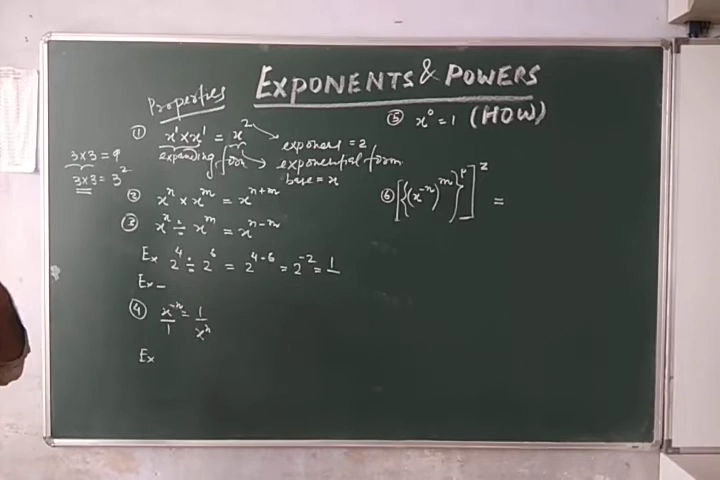 EXPONENTS & POWERS
Properties
① x¹ × x¹ = x²
exponent = 2
expanding form
exponential form
base = x
3×3 = 9
3×3 = 3²
② xⁿ × xᵐ = xⁿ⁺ᵐ
③ xⁿ ÷ xᵐ = xⁿ⁻ᵐ
Ex 2⁴ ÷ 2⁶ = 2⁴⁻⁶ = 2⁻² = 1
Ex –
④ x⁻ⁿ/1 = 1/xⁿ
Ex
⑤ x⁰ = 1 (HOW)
⑥ [{(x⁻ⁿ)ᵐ}ᵖ]ᶻ =